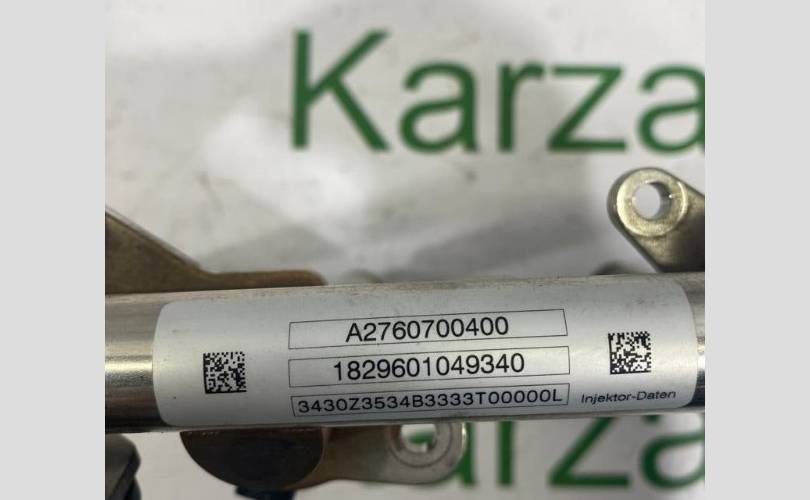 Karza
A2760700400
1829601049340
3430Z3534B3333T00000L
Injektor-Daten